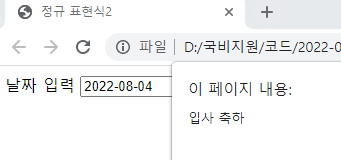 정규 표현식2
파일 D:/국비지원/코드/2022-0
날짜 입력 2022-08-04
이 페이지 내용:
입사 축하